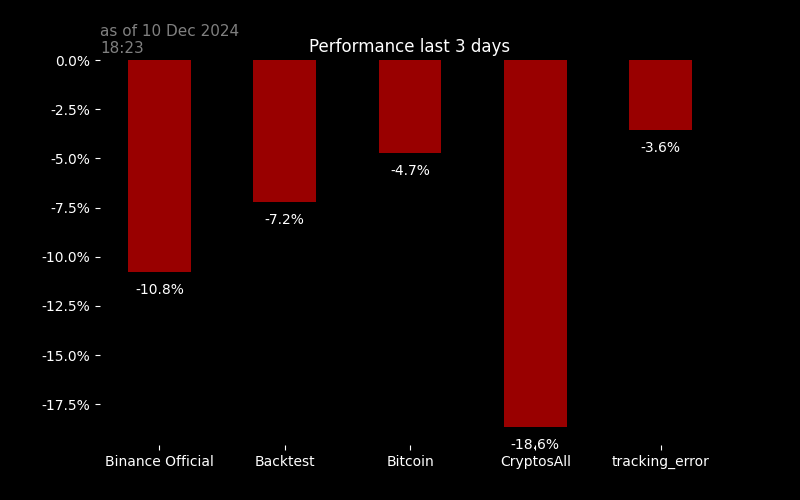 as of 10 Dec 2024
18:23
Performance last 3 days
0.0%
-2.5%
-5.0%
-7.5%
-10.0%
-12.5%
-15.0%
-17.5%
-10.8%
-7.2%
-4.7%
-18.6%
-3.6%
Binance Official
Backtest
Bitcoin
CryptosAll
tracking_error